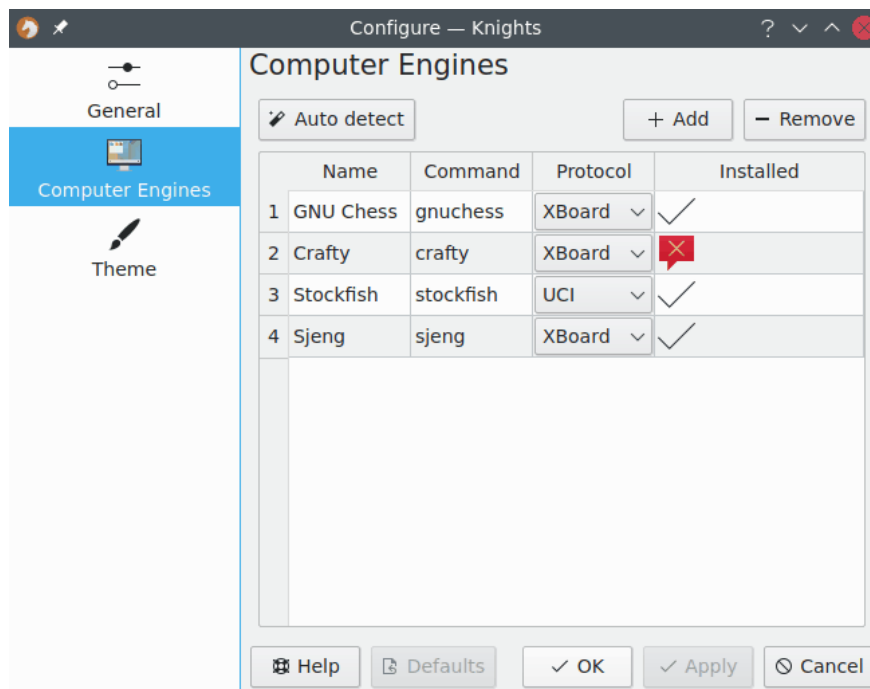 Configure — Knights
General
Computer Engines
Theme
Computer Engines
Auto detect
Add
Remove
Name Command Protocol Installed
1 GNU Chess gnuchess XBoard
2 Crafty crafty XBoard
3 Stockfish stockfish UCI
4 Sjeng sjeng XBoard
Help Defaults OK Apply Cancel